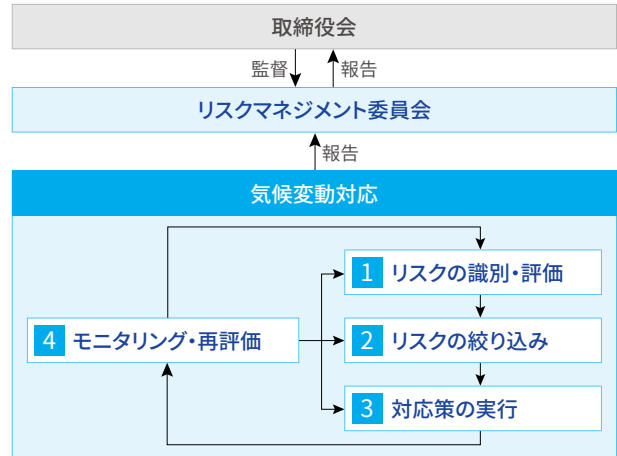 取締役会
監督 報告
リスクマネジメント委員会
報告
気候変動対応
1 リスクの識別・評価
2 リスクの絞り込み
3 対応策の実行
4 モニタリング・再評価